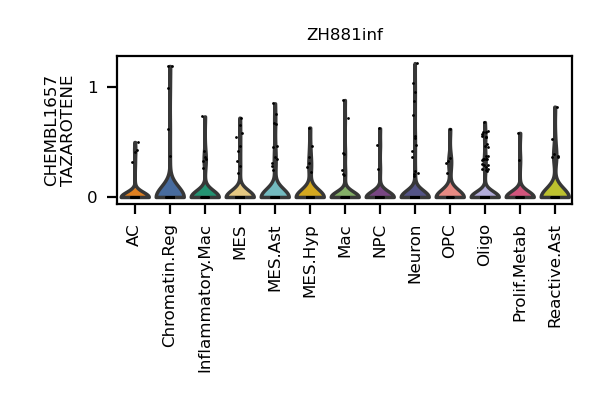 ZH881inf
CHEMBL1657
TAZAROTENE
1
0
AC
Chromatin.Reg
Inflammatory.Mac
MES
MES.Ast
MES.Hyp
Mac
NPC
Neuron
OPC
Oligo
Prolif.Metab
Reactive.Ast